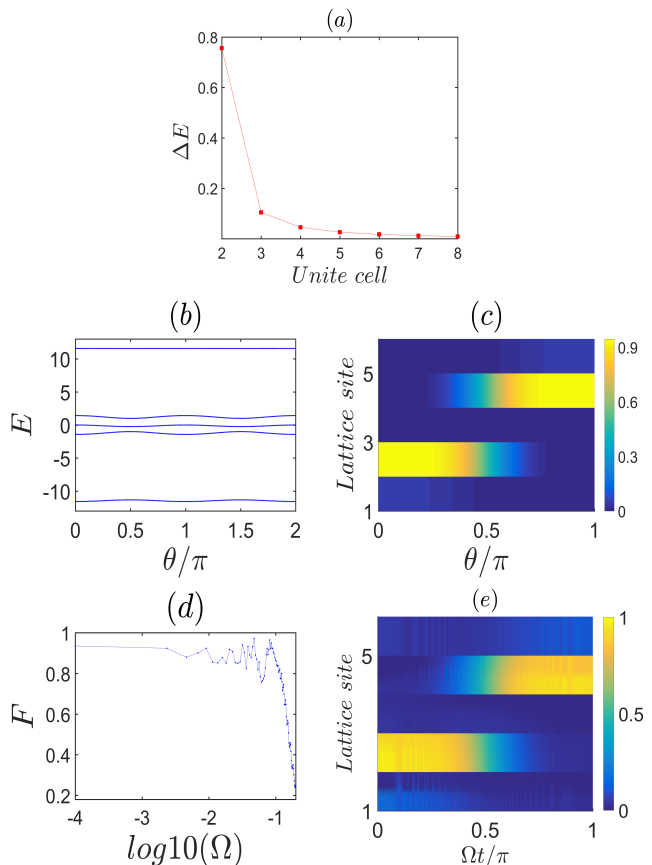 (a)
0.8
0.6
0.4
0.2
ΔE
2 3 4 5 6 7 8
Unite cell
(b)
10
5
0
-5
-10
E
0 0.5 1 1.5 2
θ/π
(c)
5
3
1
Lattice site
0 0.5 1
θ/π
0.9
0.6
0.3
0
(d)
1
0.8
0.6
0.4
0.2
F
-4 -3 -2 -1
log10(Ω)
(e)
5
1
Lattice site
0 0.5 1
Ωt/π
1
0.5
0